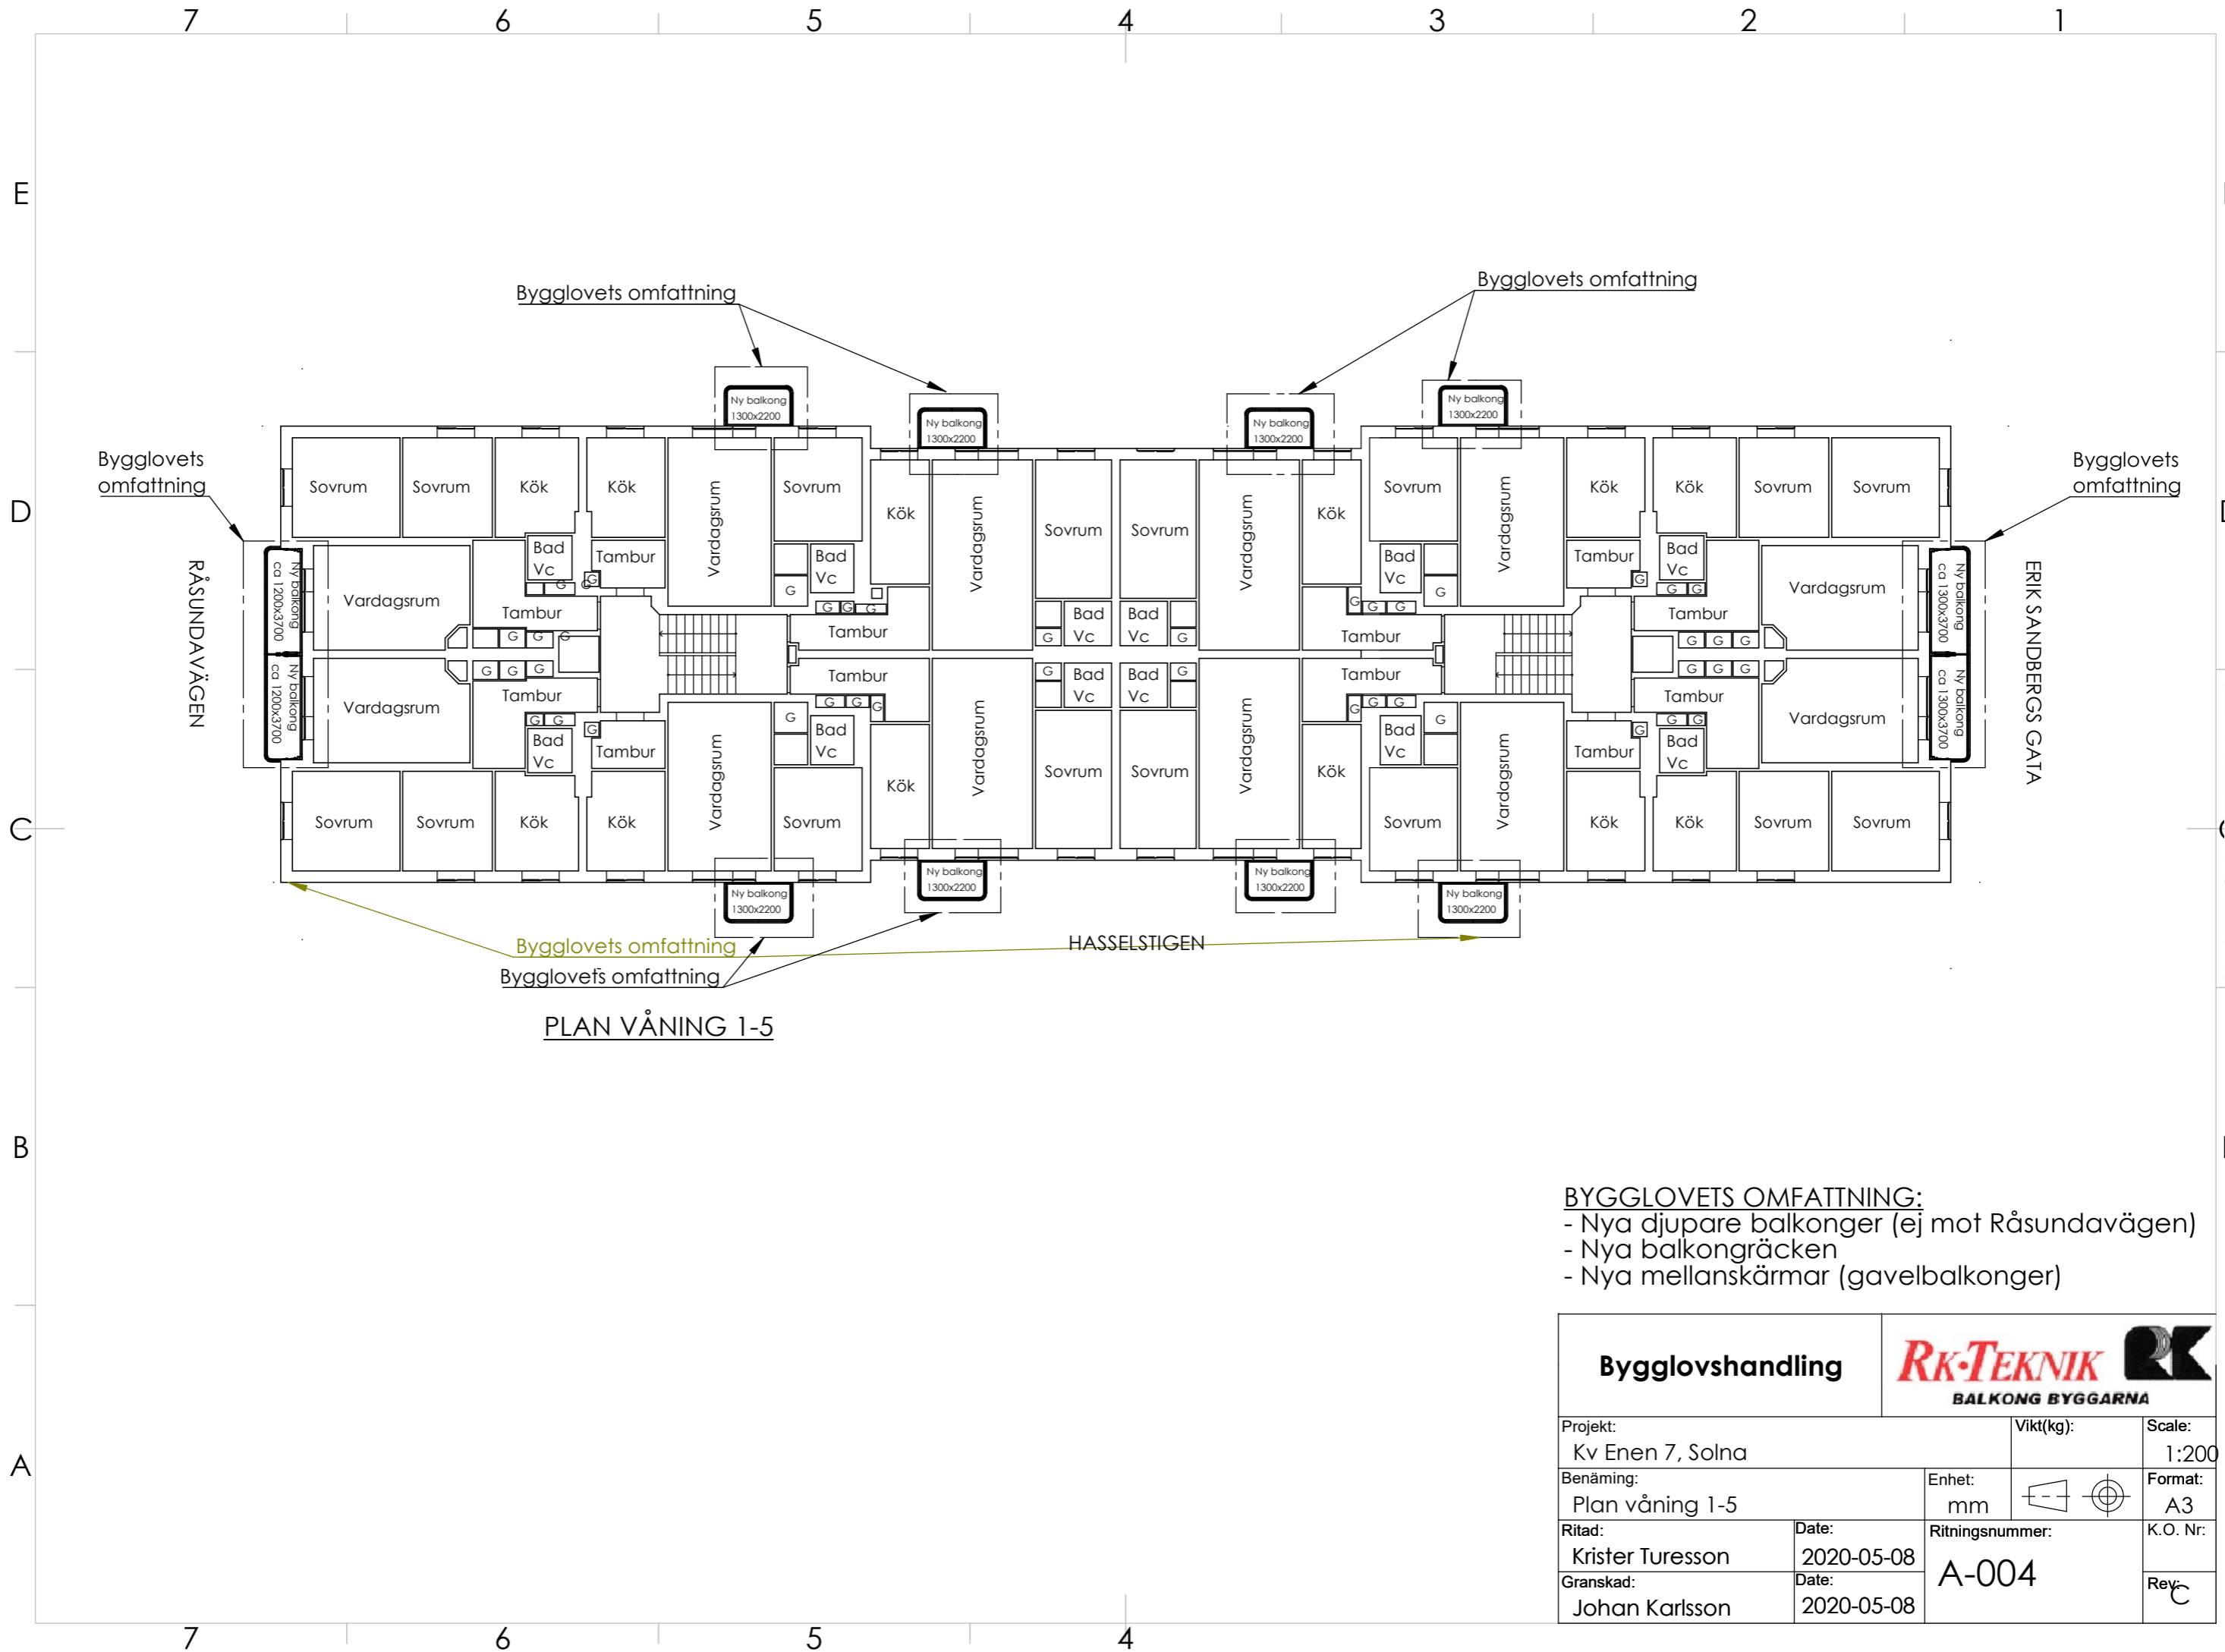 7 6 5 4 3 2 1
E
D
C
B
A
Bygglovets omfattning
Bygglovets omfattning
Bygglovets
omfattning
Bygglovets
omfattning
Ny balkong
1300x2200
Ny balkong
1300x2200
Ny balkong
1300x2200
Ny balkong
1300x2200
Sovrum Sovrum Kök Kök Vardagsrum Sovrum Kök Vardagsrum Sovrum Sovrum Vardagsrum Kök Sovrum Vardagsrum Kök Kök Sovrum Sovrum
RÅSUNDAVÄGEN
Ny balkong
ca 1200x3700
Vardagsrum
Bad
Vc
G G
Tambur
G
Tambur
G G G
Bad
Vc
G
G G G
Tambur
Bad
Vc
G
Bad
Vc
G
Tambur
G G G
Bad
Vc
G
Tambur
G
Bad
Vc
G G
Tambur
G G G
Vardagsrum
Ny balkong
ca 1300x3700
ERIK SANDBERGS GATA
Ny balkong
ca 1200x3700
Vardagsrum
G G G
Tambur
G G
Bad
Vc
G
Tambur
Tambur
G G G
G
Bad
Vc
G
Bad
Vc
G
Bad
Vc
Tambur
G G G
Bad
Vc
G
Tambur
G
G G G
Tambur
G G
Bad
Vc
Vardagsrum
Ny balkong
ca 1300x3700
Sovrum Sovrum Kök Kök Vardagsrum Sovrum Kök Vardagsrum Sovrum Sovrum Vardagsrum Kök Sovrum Vardagsrum Kök Kök Sovrum Sovrum
Ny balkong
1300x2200
Ny balkong
1300x2200
Ny balkong
1300x2200
Ny balkong
1300x2200
Bygglovets omfattning
Bygglovets omfattning
HASSELSTIGEN
PLAN VÅNING 1-5
BYGGLOVETS OMFATTNING:
- Nya djupare balkonger (ej mot Råsundavägen)
- Nya balkongräcken
- Nya mellanskärmar (gavelbalkonger)
Bygglovshandling
RK-TEKNIK RK
BALKONG BYGGARNA
Projekt:
Kv Enen 7, Solna
Vikt(kg):
Scale:
1:200
Benäming:
Plan våning 1-5
Enhet:
mm
Format:
A3
Ritad:
Krister Turesson
Date:
2020-05-08
Ritningsnummer:
A-004
K.O. Nr:
Granskad:
Johan Karlsson
Date:
2020-05-08
Rev:
C
7 6 5 4